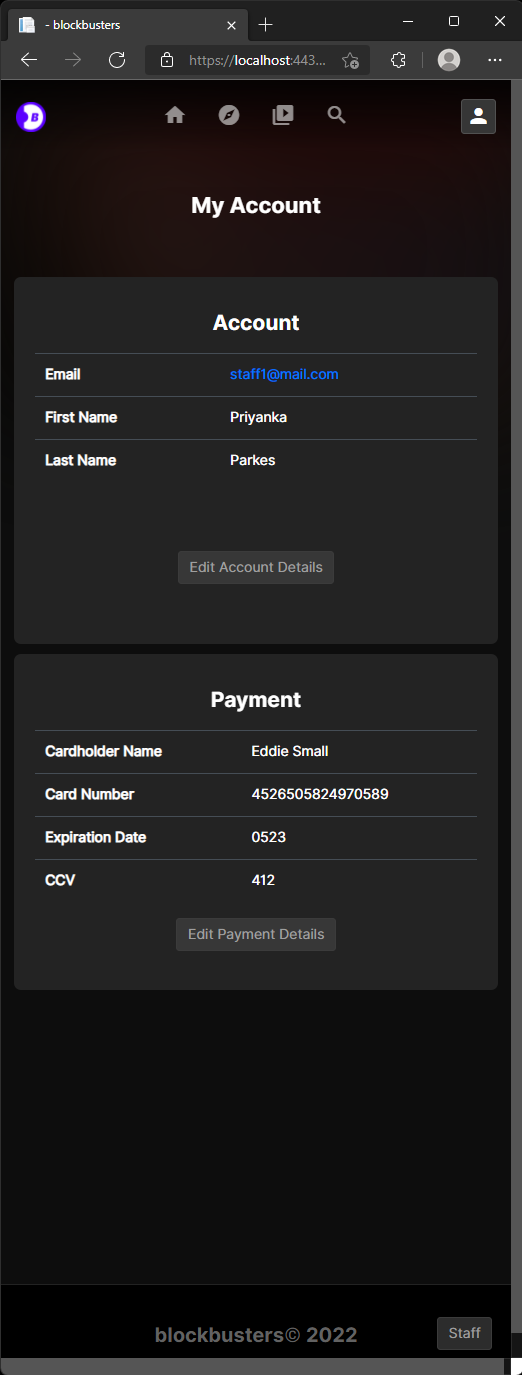 - blockbusters
https://localhost:443...
B
My Account
Account
Email staff1@mail.com
First Name Priyanka
Last Name Parkes
Edit Account Details
Payment
Cardholder Name Eddie Small
Card Number 4526505824970589
Expiration Date 0523
CCV 412
Edit Payment Details
blockbusters© 2022
Staff